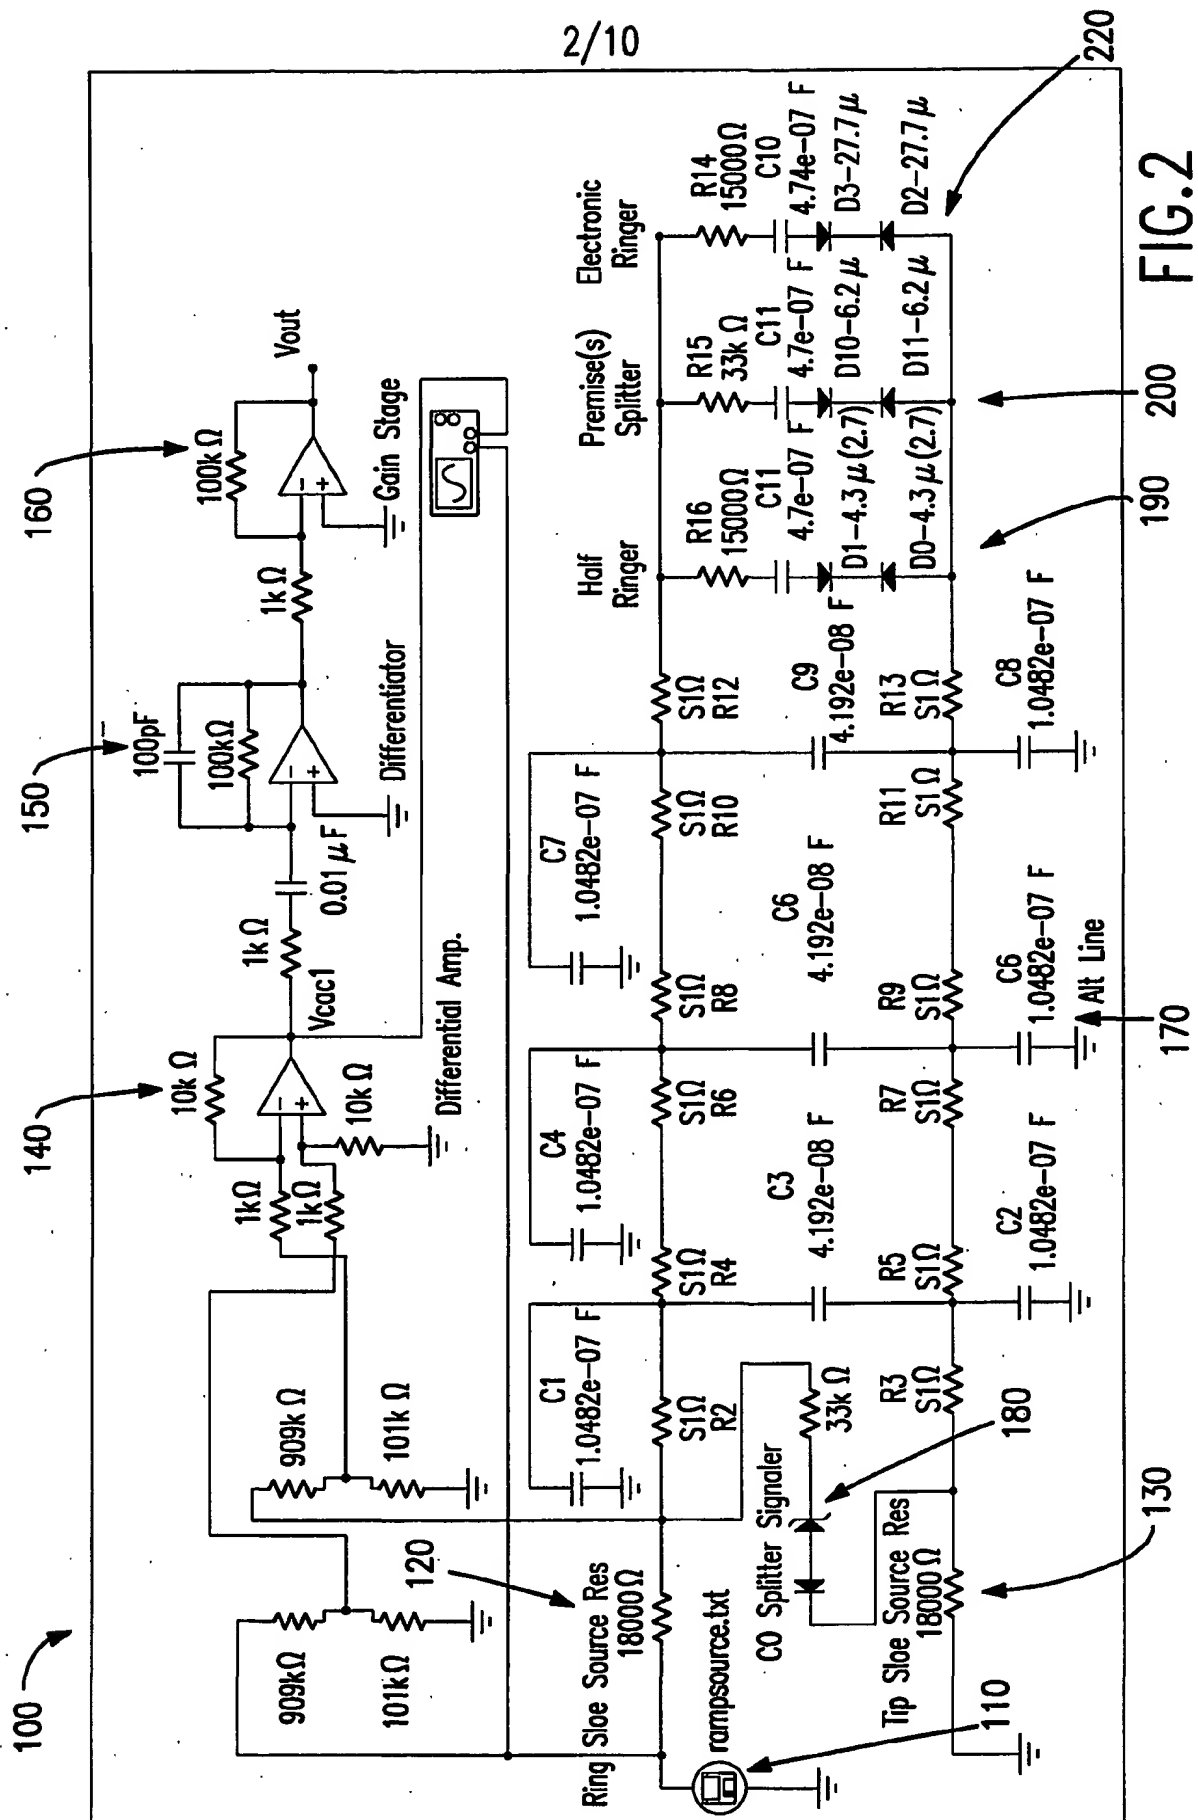 2/10
100
140
150
160
909kΩ
101kΩ
909kΩ
101kΩ
1kΩ
1kΩ
10kΩ
10kΩ
−
+
Vcac1
Differential Amp.
1kΩ
0.01μF
100pF
100kΩ
−
+
Differentiator
1kΩ
100kΩ
−
+
Gain Stage
Vout
120
Ring Sloe Source Res
18000Ω
rampsource.txt
110
CO Splitter Signaler
33kΩ
180
Tip Sloe Source Res
18000Ω
130
C1
1.0482e−07 F
S1Ω
R2
R3
S1Ω
S1Ω
R4
C3
4.192e−08 F
R5
S1Ω
C2
1.0482e−07 F
C4
1.0482e−07 F
S1Ω
R6
R7
S1Ω
S1Ω
R8
C6
4.192e−08 F
R9
S1Ω
C6
1.0482e−07 F
Alt Line
170
C7
1.0482e−07 F
S1Ω
R10
R11
S1Ω
S1Ω
R12
C9
4.192e−08 F
R13
S1Ω
C8
1.0482e−07 F
Half
Ringer
R16
15000Ω
C11
4.7e−07 F
D1−4.3μ(2.7)
D0−4.3μ(2.7)
190
Premise(s)
Splitter
R15
33kΩ
C11
4.7e−07 F
D10−6.2μ
D11−6.2μ
200
Electronic
Ringer
R14
15000Ω
C10
4.74e−07 F
D3−27.7μ
D2−27.7μ
220
FIG.2